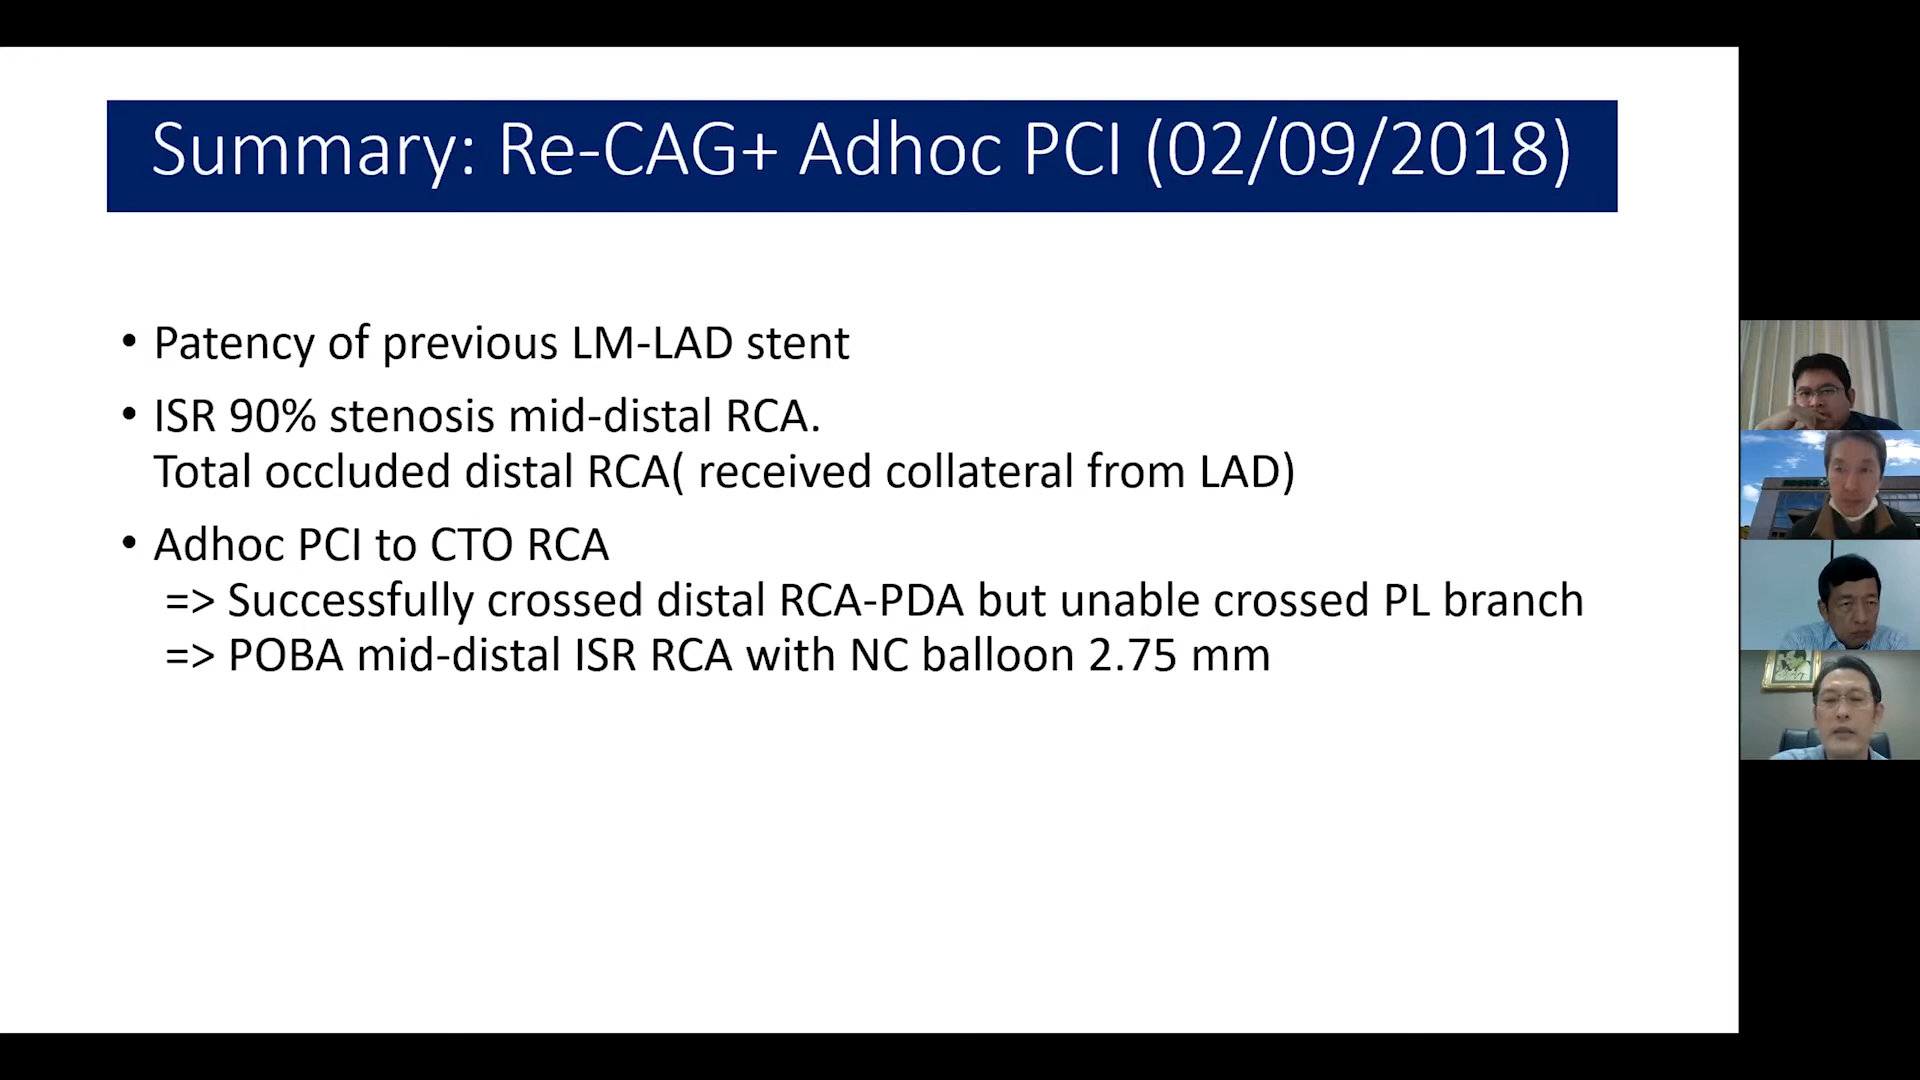 Summary: Re-CAG+ Adhoc PCI (02/09/2018)
• Patency of previous LM-LAD stent
• ISR 90% stenosis mid-distal RCA.
Total occluded distal RCA( received collateral from LAD)
• Adhoc PCI to CTO RCA
=> Successfully crossed distal RCA-PDA but unable crossed PL branch
=> POBA mid-distal ISR RCA with NC balloon 2.75 mm